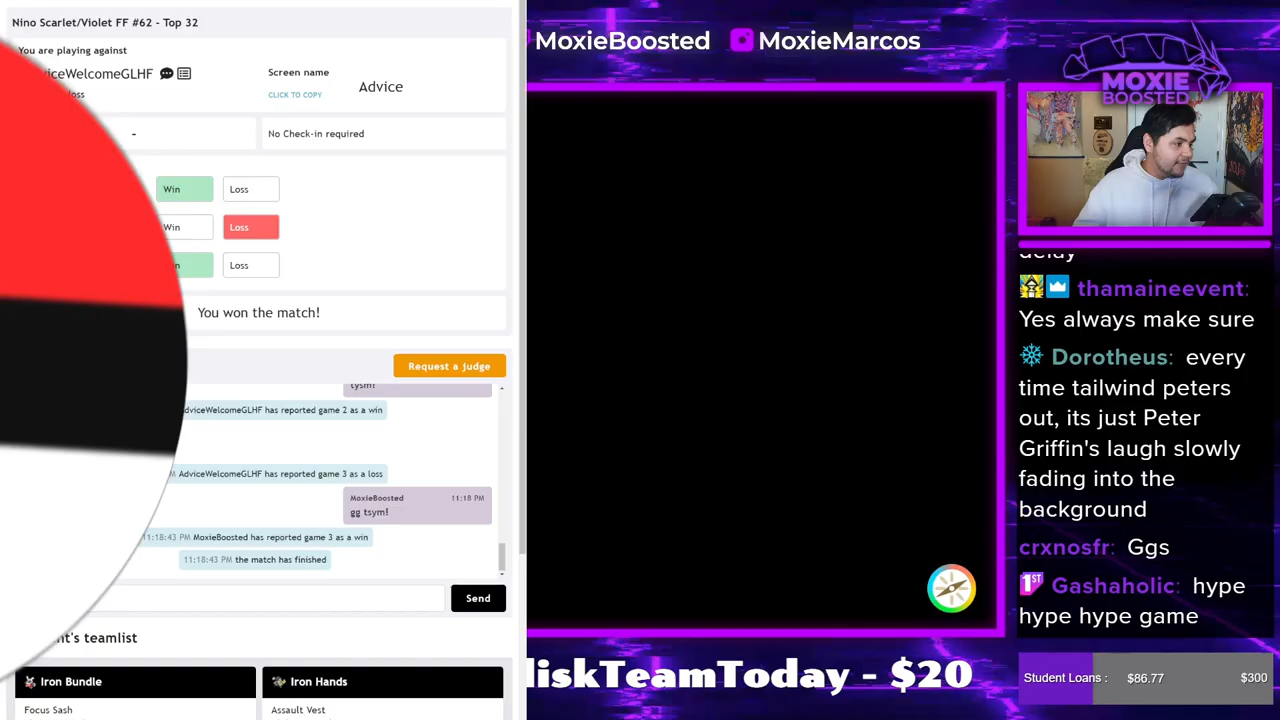 Nino Scarlet/Violet FF #62 - Top 32
You are playing against
viceWelcomeGLHF
loss
Screen name
CLICK TO COPY
Advice
-
No Check-in required
Win
Loss
Win
Loss
Loss
You won the match!
Request a judge
tysm!
dviceWelcomeGLHF has reported game 2 as a win
AdviceWelcomeGLHF has reported game 3 as a loss
MoxieBoosted 11:18 PM
gg tsym!
11:18:43 PM MoxieBoosted has reported game 3 as a win
11:18:43 PM the match has finished
Send
nt's teamlist
Iron Bundle
Focus Sash
Iron Hands
Assault Vest
MoxieBoosted
MoxieMarcos
MOXIE
BOOSTED
delay
thamaineevent:
Yes always make sure
Dorotheus: every
time tailwind peters
out, its just Peter
Griffin's laugh slowly
fading into the
background
crxnosfr: Ggs
1ST Gashaholic: hype
hype hype game
liskTeamToday - $20
Student Loans : $86.77 $300